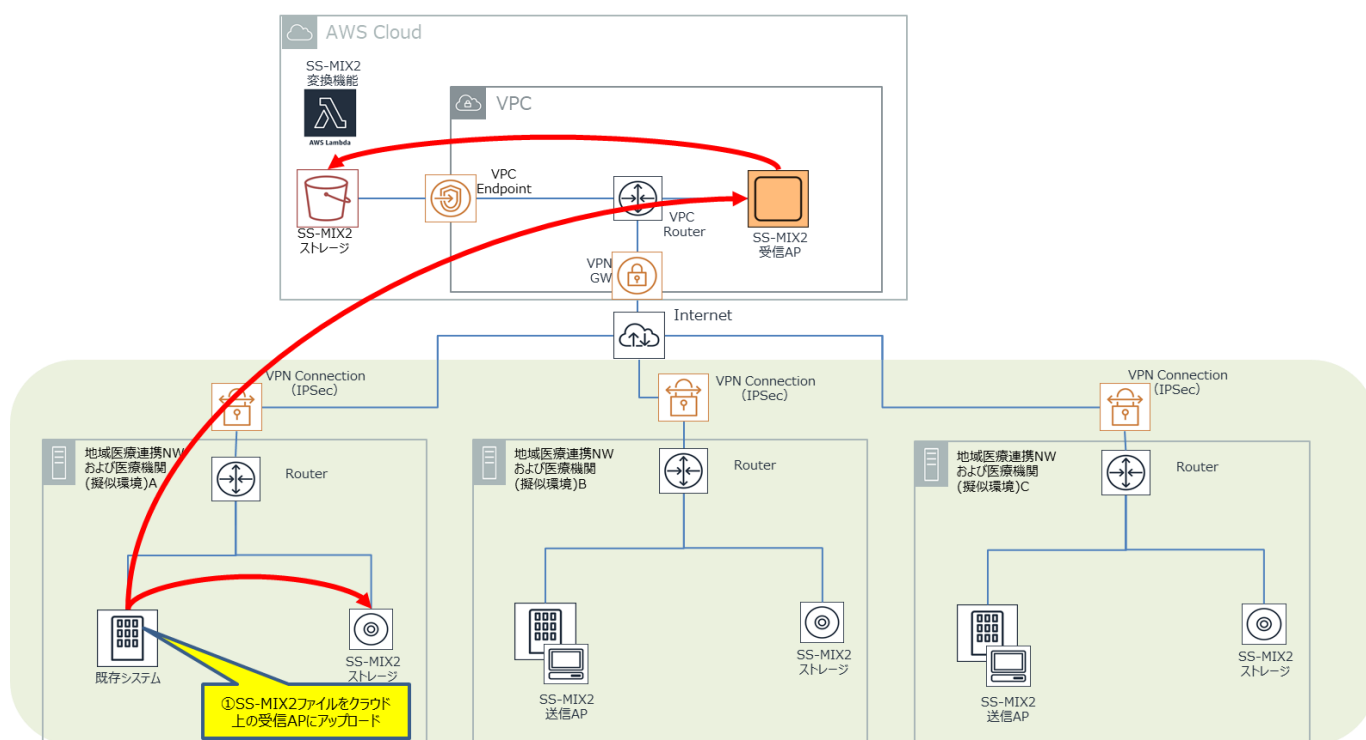 AWS Cloud
SS-MIX2
変換機能
AWS Lambda
VPC
VPC
Endpoint
SS-MIX2
ストレージ
VPC
Router
SS-MIX2
受信AP
VPN
GW
Internet
VPN Connection
(IPSec)
VPN Connection
(IPSec)
VPN Connection
(IPSec)
地域医療連携NW
および医療機関
(擬似環境)A
Router
既存システム
SS-MIX2
ストレージ
①SS-MIX2ファイルをクラウド
上の受信APにアップロード
地域医療連携NW
および医療機関
(擬似環境)B
Router
SS-MIX2
送信AP
SS-MIX2
ストレージ
地域医療連携NW
および医療機関
(擬似環境)C
Router
SS-MIX2
送信AP
SS-MIX2
ストレージ